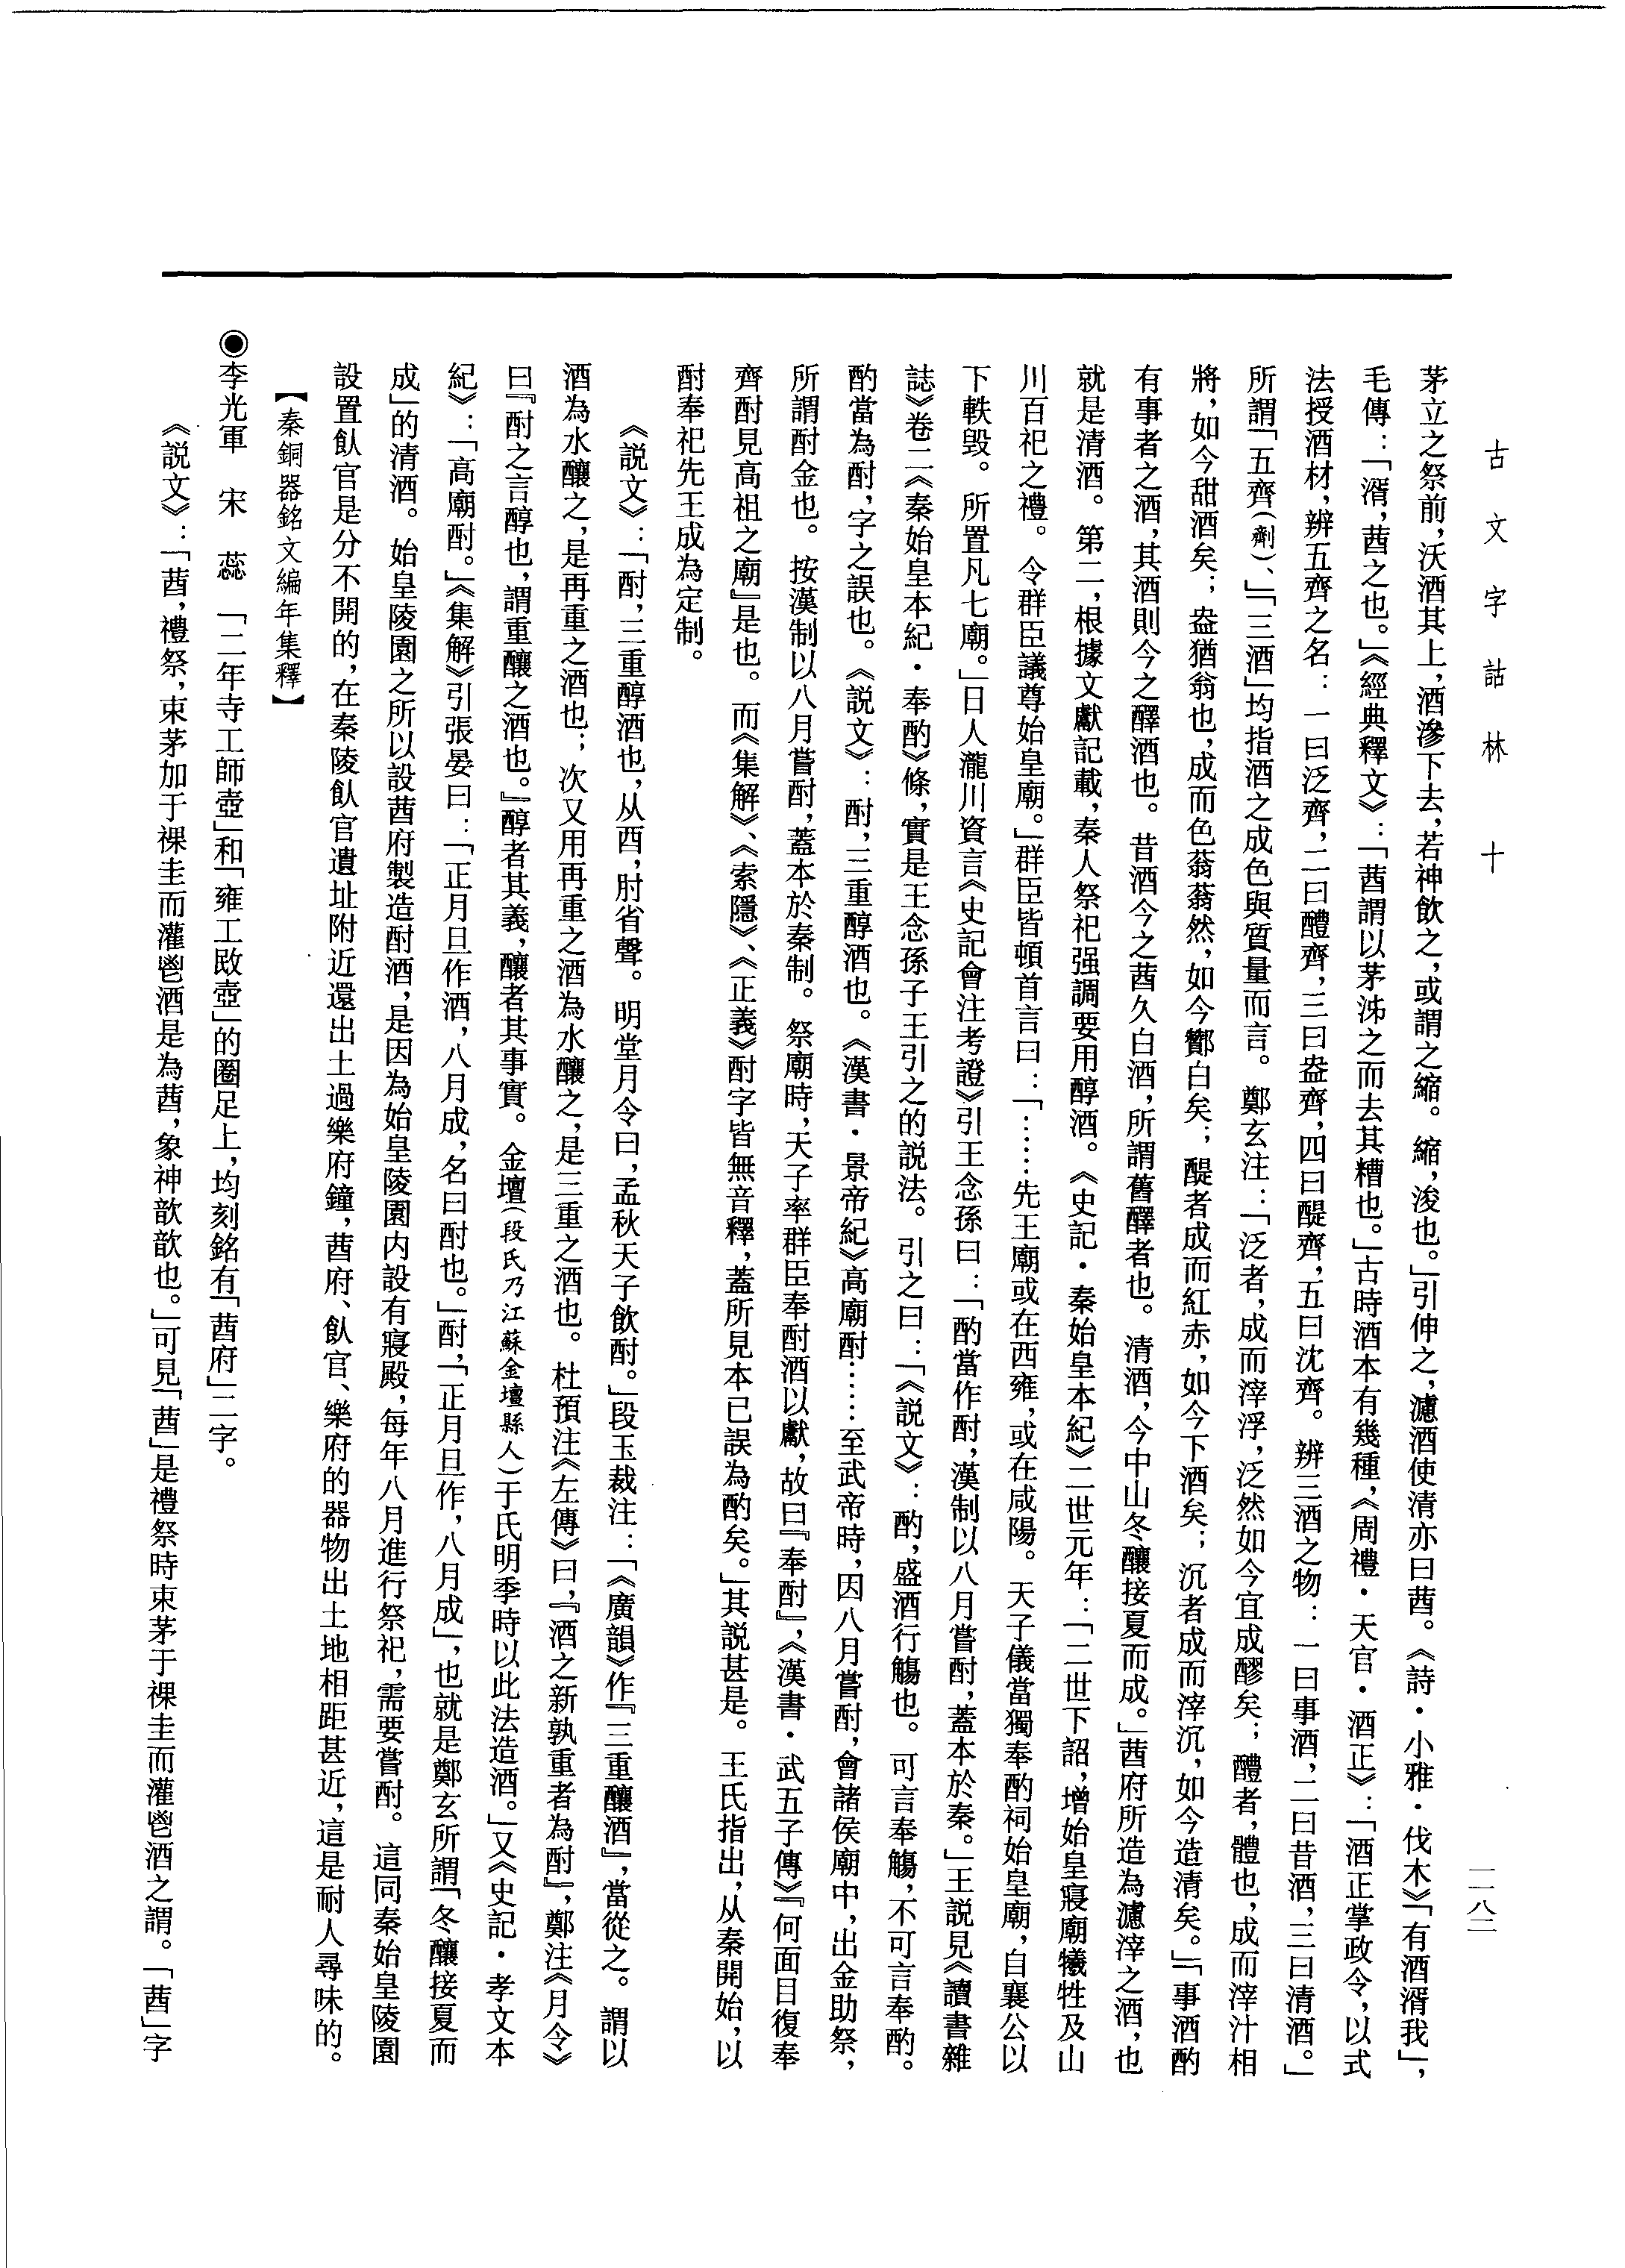 古文字詁林 十
一一八二
茅立之祭前，沃酒其上，酒滲下去，若神飲之，或謂之縮。縮，浚也。」引伸之，濾酒使清亦曰莤。《詩·小雅·伐木》「有酒湑我」，
毛傳：「湑，莤之也。」《經典釋文》：「莤謂以茅泲之而去其糟也。」古時酒本有幾種，《周禮·天官·酒正》：「酒正掌政令，以式
法授酒材，辨五齊之名：一曰泛齊，二曰醴齊，三曰盎齊，四曰醍齊，五曰沈齊。辨三酒之物：一曰事酒，二曰昔酒，三曰清酒。」
所謂「五齊（劑）、」「三酒」均指酒之成色與質量而言。鄭玄注：「泛者，成而滓浮，泛然如今宜成醪矣；醴者，體也，成而滓汁相
將，如今甜酒矣；盎猶翁也，成而色蓊蓊然，如今酇白矣；醍者成而紅赤，如今下酒矣；沉者成而滓沉，如今造清矣。」「事酒酌
有事者之酒，其酒則今之醳酒也。昔酒今之莤久白酒，所謂舊醳者也。清酒，今中山冬釀接夏而成。」莤府所造為濾滓之酒，也
就是清酒。第二，根據文獻記載，秦人祭祀强調要用醇酒。《史記·秦始皇本紀》二世元年：「二世下詔，增始皇寢廟犧牲及山
川百祀之禮。令群臣議尊始皇廟。」群臣皆頓首言曰：「……先王廟或在西雍，或在咸陽。天子儀當獨奉酌祠始皇廟，自襄公以
下軼毁。所置凡七廟。」日人瀧川資言《史記會注考證》引王念孫曰：「酌當作酎，漢制以八月嘗酎，蓋本於秦。」王説見《讀書雜
誌》卷二《秦始皇本紀·奉酌》條，實是王念孫子王引之的説法。引之曰：「《説文》：酌，盛酒行觴也。可言奉觴，不可言奉酌。
酌當為酎，字之誤也。《説文》：酎，三重醇酒也。《漢書·景帝紀》高廟酎……至武帝時，因八月嘗酎，會諸侯廟中，出金助祭，
所謂酎金也。按漢制以八月嘗酎，蓋本於秦制。祭廟時，天子率群臣奉酎酒以獻，故曰『奉酎』，《漢書·武五子傳》『何面目復奉
齊酎見高祖之廟』是也。而《集解》、《索隱》、《正義》酎字皆無音釋，蓋所見本已誤為酌矣。」其説甚是。王氏指出，从秦開始，以
酎奉祀先王成為定制。
《説文》：「酎，三重醇酒也，从酉，肘省聲。明堂月令曰，孟秋天子飲酎。」段玉裁注：「《廣韻》作『三重釀酒』，當從之。謂以
酒為水釀之，是再重之酒也；次又用再重之酒為水釀之，是三重之酒也。杜預注《左傳》曰，『酒之新孰重者為酎』，鄭注《月令》
曰『酎之言醇也，謂重釀之酒也。』醇者其義，釀者其事實。金壇（段氏乃江蘇金壇縣人）于氏明季時以此法造酒。」又《史記·孝文本
紀》：「高廟酎。」《集解》引張晏曰：「正月旦作酒，八月成，名曰酎也。」酎，「正月旦作，八月成」，也就是鄭玄所謂「冬釀接夏而
成」的清酒。始皇陵園之所以設莤府製造酎酒，是因為始皇陵園内設有寢殿，每年八月進行祭祀，需要嘗酎。這同秦始皇陵園
設置飤官是分不開的，在秦陵飤官遺址附近還出土過樂府鐘，莤府、飤官、樂府的器物出土地相距甚近，這是耐人尋味的。
【秦銅器銘文編年集釋】
◉李光軍　宋　蕊　「二年寺工師壺」和「雍工敃壺」的圈足上，均刻銘有「莤府」二字。
《説文》：「莤，禮祭，束茅加于祼圭而灌鬯酒是為莤，象神歆歆也。」可見「莤」是禮祭時束茅于祼圭而灌鬯酒之謂。「莤」字